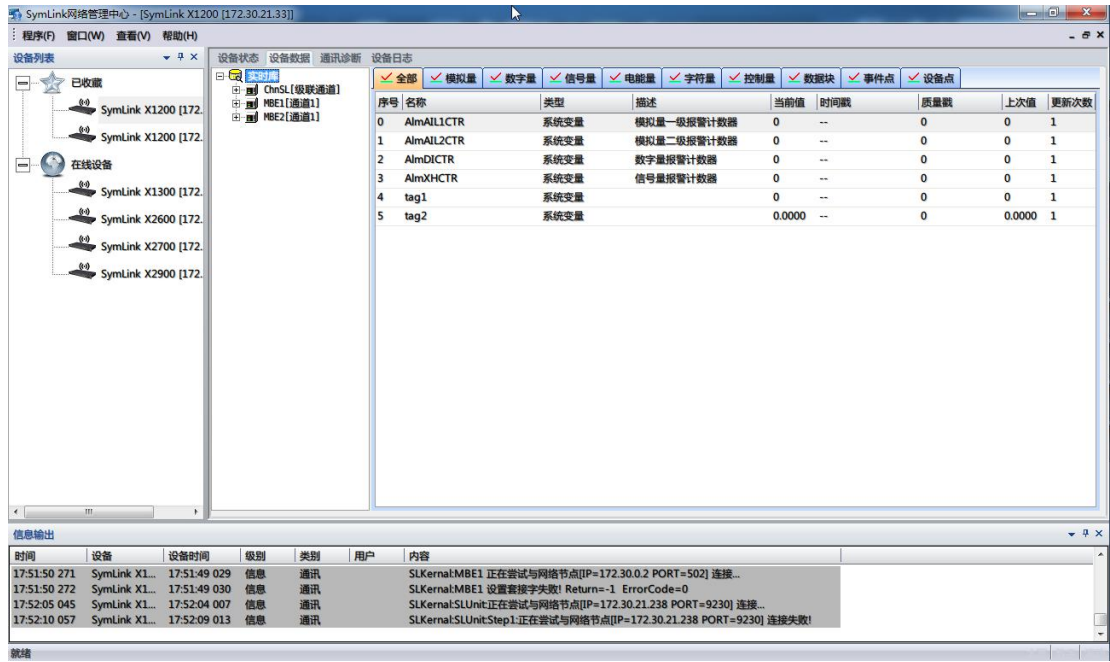 SymLink网络管理中心 - [SymLink X1200 [172.30.21.33]]
程序(F) 窗口(W) 查看(V) 帮助(H)
设备列表
已收藏
SymLink X1200 [172.
SymLink X1200 [172.
在线设备
SymLink X1300 [172.
SymLink X2600 [172.
SymLink X2700 [172.
SymLink X2900 [172.
设备状态 设备数据 通讯诊断 设备日志
实时库
ChnSL[级联通道]
MBE1[通道1]
MBE2[通道1]
全部 模拟量 数字量 信号量 电能量 字符量 控制量 数据块 事件点 设备点
序号 名称 类型 描述 当前值 时间戳 质量戳 上次值 更新次数
0 AlmAIL1CTR 系统变量 模拟量一级报警计数器 0 -- 0 0 1
1 AlmAIL2CTR 系统变量 模拟量二级报警计数器 0 -- 0 0 1
2 AlmDICTR 系统变量 数字量报警计数器 0 -- 0 0 1
3 AlmXHCTR 系统变量 信号量报警计数器 0 -- 0 0 1
4 tag1 系统变量 0 -- 0 0 1
5 tag2 系统变量 0.0000 -- 0 0.0000 1
信息输出
时间 设备 设备时间 级别 类别 用户 内容
17:51:50 271 SymLink X1... 17:51:49 029 信息 通讯 SLKernal:MBE1 正在尝试与网络节点[IP=172.30.0.2 PORT=502] 连接...
17:51:50 272 SymLink X1... 17:51:49 030 信息 通讯 SLKernal:MBE1 设置套接字失败! Return=-1 ErrorCode=0
17:52:05 045 SymLink X1... 17:52:04 007 信息 通讯 SLKernal:SLUnit:正在尝试与网络节点[IP=172.30.21.238 PORT=9230] 连接...
17:52:10 057 SymLink X1... 17:52:09 013 信息 通讯 SLKernal:SLUnit:Step1:正在尝试与网络节点[IP=172.30.21.238 PORT=9230] 连接失败!
就绪